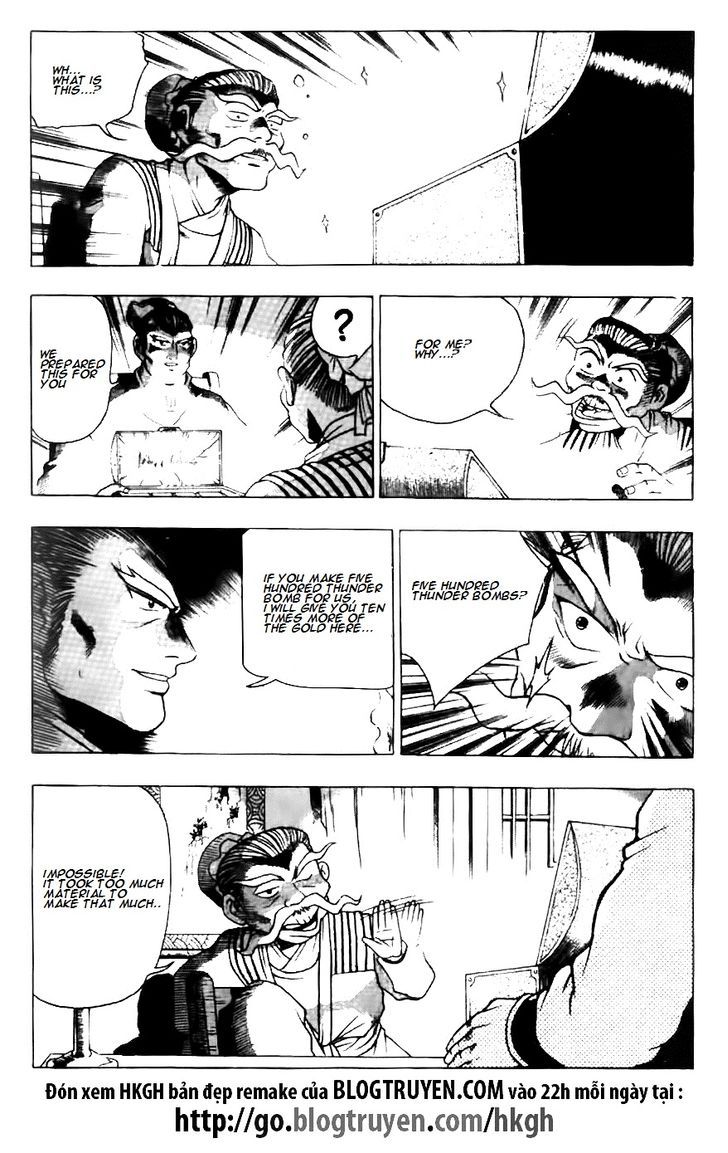 WH...
WHAT IS
THIS...?
WE
PREPARED
THIS FOR
YOU
?
FOR ME?
WHY...?
IF YOU MAKE FIVE
HUNDRED THUNDER
BOMB FOR US,
I WILL GIVE YOU TEN
TIMES MORE OF
THE GOLD HERE...
FIVE HUNDRED
THUNDER BOMBS?
IMPOSSIBLE!
IT TOOK TOO MUCH
MATERIAL TO
MAKE THAT MUCH..
Đón xem HKGH bản đẹp remake của BLOGTRUYEN.COM vào 22h mỗi ngày tại :
http://go.blogtruyen.com/hkgh